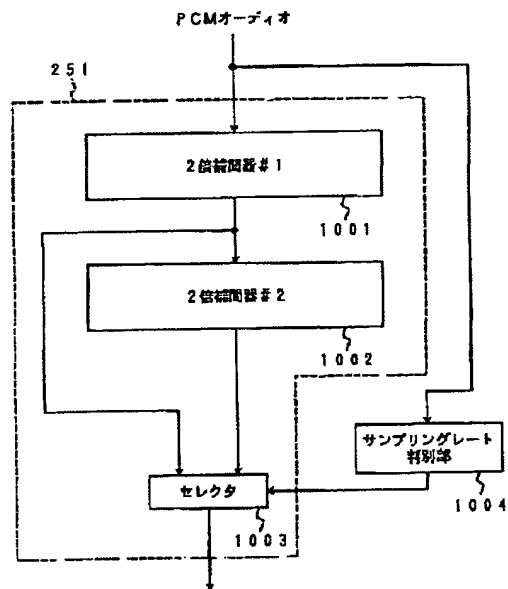 PCMオーディオ
251
2倍補間器#1
1001
2倍補間器#2
1002
サンプリングレート
判別部
セレクタ
1003
1004